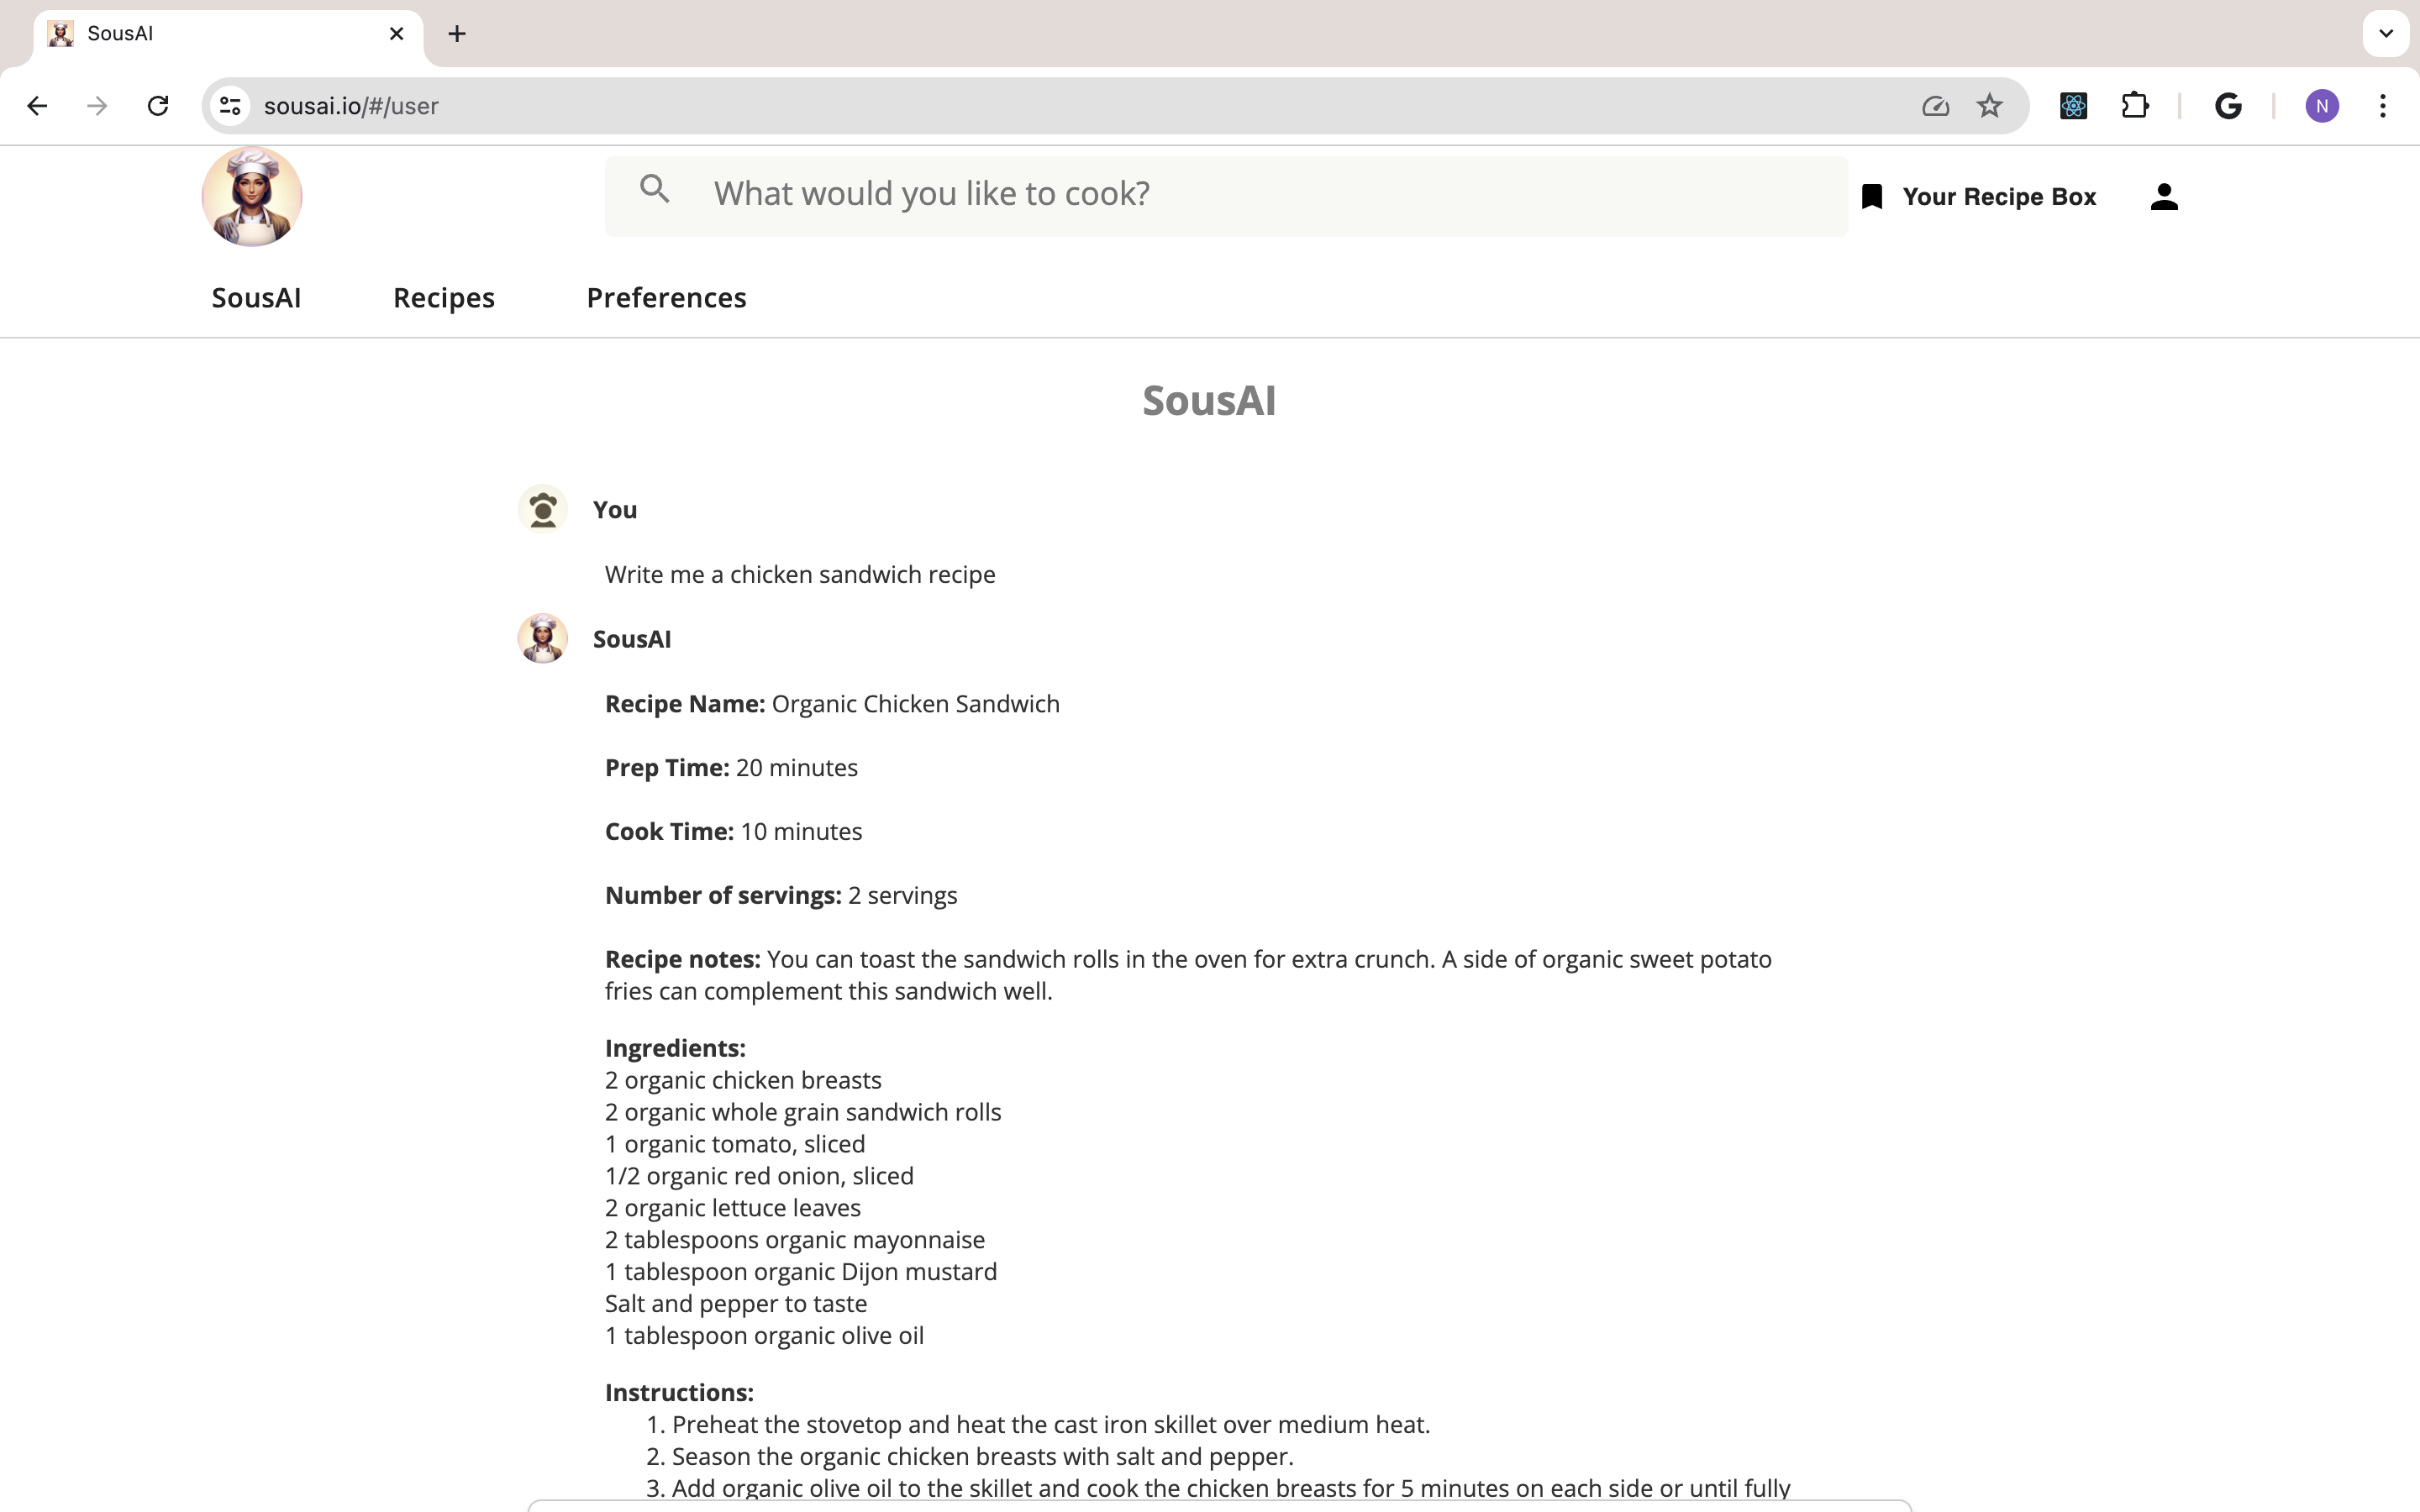 SousAI
sousai.io/#/user
N
What would you like to cook?
Your Recipe Box
SousAI Recipes Preferences
SousAI
You
Write me a chicken sandwich recipe
SousAI
Recipe Name: Organic Chicken Sandwich
Prep Time: 20 minutes
Cook Time: 10 minutes
Number of servings: 2 servings
Recipe notes: You can toast the sandwich rolls in the oven for extra crunch. A side of organic sweet potato
fries can complement this sandwich well.
Ingredients:
2 organic chicken breasts
2 organic whole grain sandwich rolls
1 organic tomato, sliced
1/2 organic red onion, sliced
2 organic lettuce leaves
2 tablespoons organic mayonnaise
1 tablespoon organic Dijon mustard
Salt and pepper to taste
1 tablespoon organic olive oil
Instructions:
1. Preheat the stovetop and heat the cast iron skillet over medium heat.
2. Season the organic chicken breasts with salt and pepper.
3. Add organic olive oil to the skillet and cook the chicken breasts for 5 minutes on each side or until fully